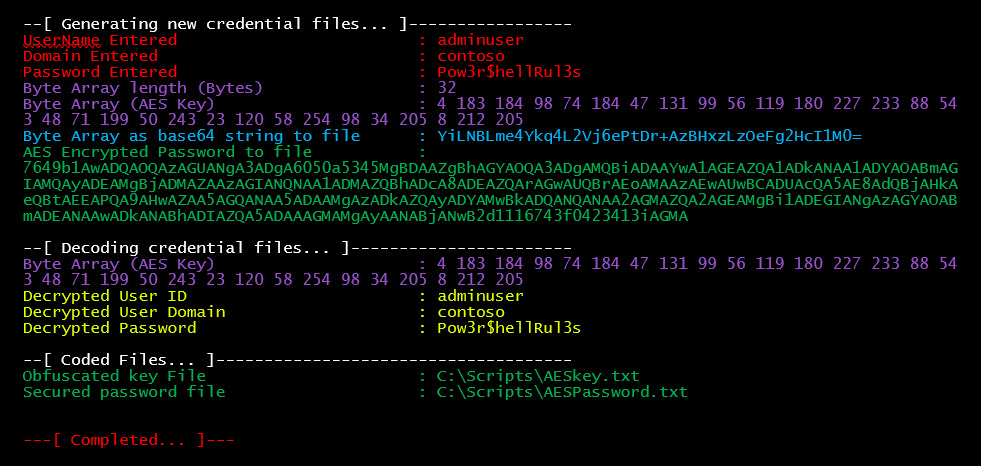 --[ Generating new credential files... ]-----------------
UserName Entered : adminuser
Domain Entered : contoso
Password Entered : Pow3r$hellRul3s
Byte Array length (Bytes) : 32
Byte Array (AES Key) : 4 183 184 98 74 184 47 131 99 56 119 180 227 233 88 54
3 48 71 199 50 243 23 120 58 254 98 34 205 8 212 205
Byte Array as base64 string to file : YiLNBLme4Ykq4L2Vj6ePtDr+AzBHxzLzOeFg2HcI1M0=
AES Encrypted Password to file :
7649b1AwADQAOQAzAGUANgA3ADgA6050a5345MgBDAAZgBhAGYAOQA3ADgAMQBiADAAYwA1AGEAZQA1ADkANAA1ADYAOABmAG
IAMQAyADEAMgBjADMAZAAzAGIANQNAA1ADMAZQBhADcA8ADEAZQArAGwAUQBrAEoAMAAzAEwAUwBCADUAcQA5AE8AdQBjAHkA
eQBtAEEAPQA9AHwAZAA5AGQANAA5ADAAMgAzADkAZQAyADYAMwBkADQANQANAA2AGMAZQA2AGEAMgBi1ADEGIANgAzAGYAOAB
mADEANAAwADkANABhADIAZQA5ADAAAGMAMgAyAANABjANwB2d1116743f0423413iAGMA
--[ Decoding credential files... ]-----------------------
Byte Array (AES Key) : 4 183 184 98 74 184 47 131 99 56 119 180 227 233 88 54
3 48 71 199 50 243 23 120 58 254 98 34 205 8 212 205
Decrypted User ID : adminuser
Decrypted User Domain : contoso
Decrypted Password : Pow3r$hellRul3s
--[ Coded Files... ]-------------------------------------
Obfuscated key File : C:\Scripts\AESkey.txt
Secured password file : C:\Scripts\AESPassword.txt
---[ Completed... ]---